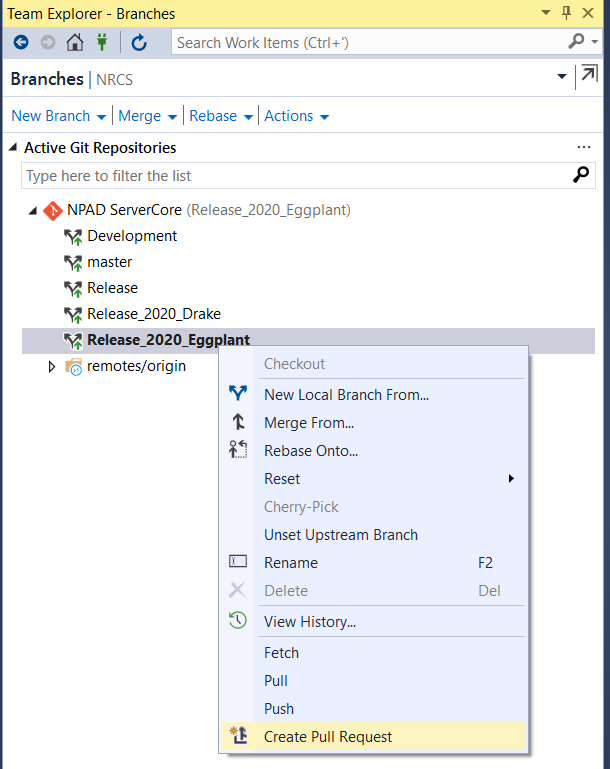 Team Explorer - Branches
Search Work Items (Ctrl+')
Branches | NRCS
New Branch Merge Rebase Actions
Active Git Repositories
Type here to filter the list
NPAD ServerCore (Release_2020_Eggplant)
Development
master
Release
Release_2020_Drake
Release_2020_Eggplant
remotes/origin
Checkout
New Local Branch From...
Merge From...
Rebase Onto...
Reset
Cherry-Pick
Unset Upstream Branch
Rename F2
Delete Del
View History...
Fetch
Pull
Push
Create Pull Request